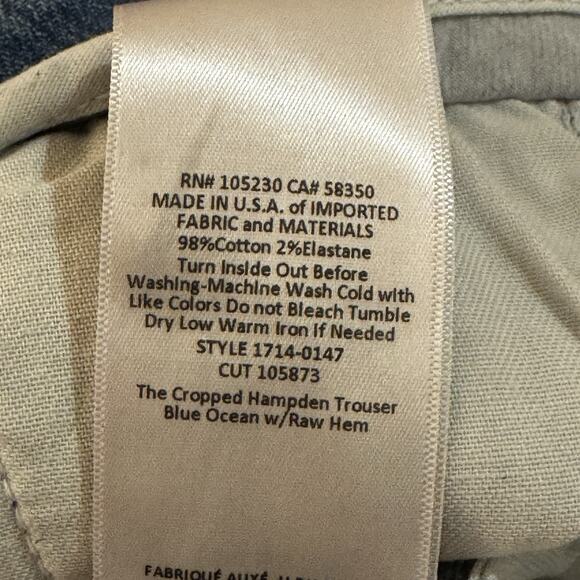 RN# 105230 CA# 58350
MADE IN U.S.A. of IMPORTED
FABRIC and MATERIALS
98%Cotton 2%Elastane
Turn Inside Out Before
Washing-Machine Wash Cold with
Like Colors Do not Bleach Tumble
Dry Low Warm Iron If Needed
STYLE 1714-0147
CUT 105873
The Cropped Hampden Trouser
Blue Ocean w/Raw Hem
FABRIQUÉ